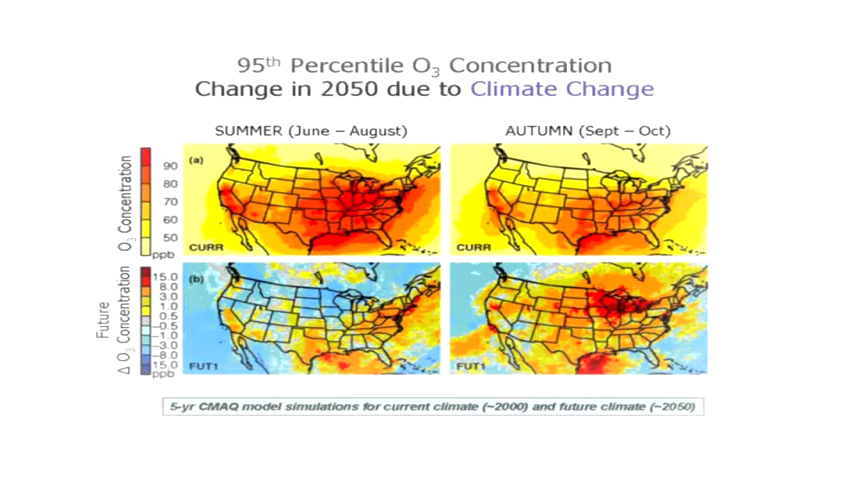 95th Percentile O3 Concentration
Change in 2050 due to Climate Change
SUMMER (June – August)
AUTUMN (Sept – Oct)
O3 Concentration
90
80
70
60
50
ppb
(a)
CURR
CURR
Future
Δ O3 Concentration
15.0
8.0
3.0
1.0
0.5
–0.5
–1.0
–3.0
–8.0
15.0
ppb
(b)
FUT1
FUT1
5-yr CMAQ model simulations for current climate (~2000) and future climate (~2050)